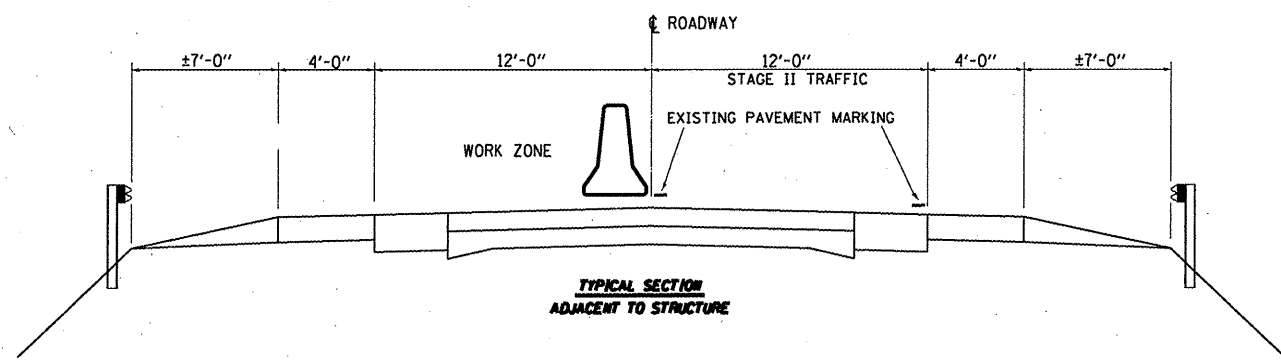 ℄ ROADWAY
±7'-0" 4'-0" 12'-0" 12'-0" 4'-0" ±7'-0"
STAGE II TRAFFIC
EXISTING PAVEMENT MARKING
WORK ZONE
TYPICAL SECTION
ADJACENT TO STRUCTURE